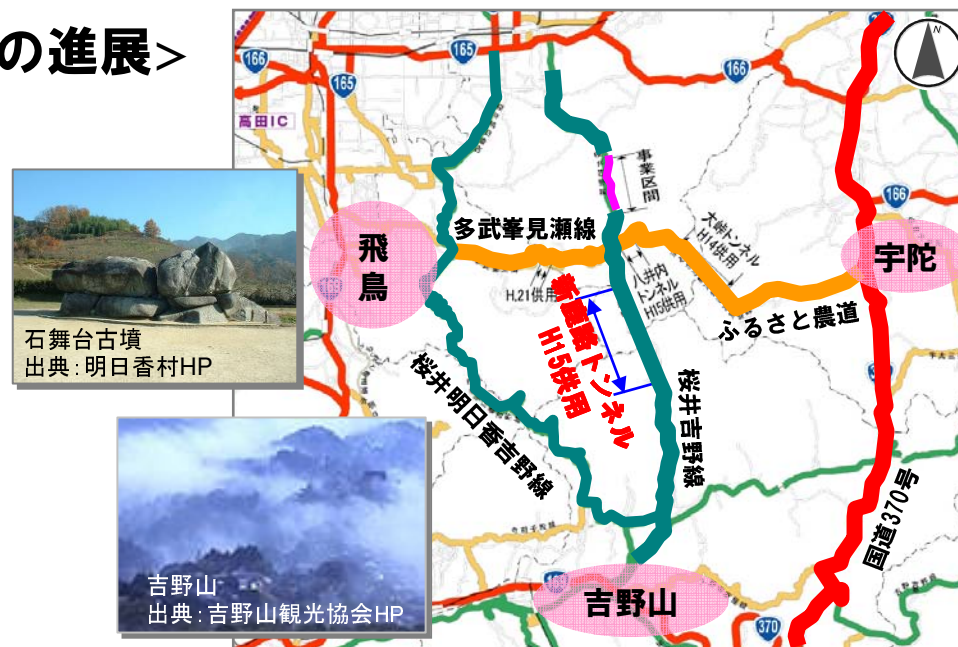 の進展>
166
165
165
166
高田IC
N
事業区間
166
多武峯見瀬線
大峠トンネル
H14供用
飛鳥
宇陀
H.21供用
八井内
トンネル
H15供用
新鹿路トンネル
H15供用
ふるさと農道
石舞台古墳
出典:明日香村HP
桜井明日香吉野線
桜井吉野線
国道370号
吉野山
出典:吉野山観光協会HP
169
吉野山
370